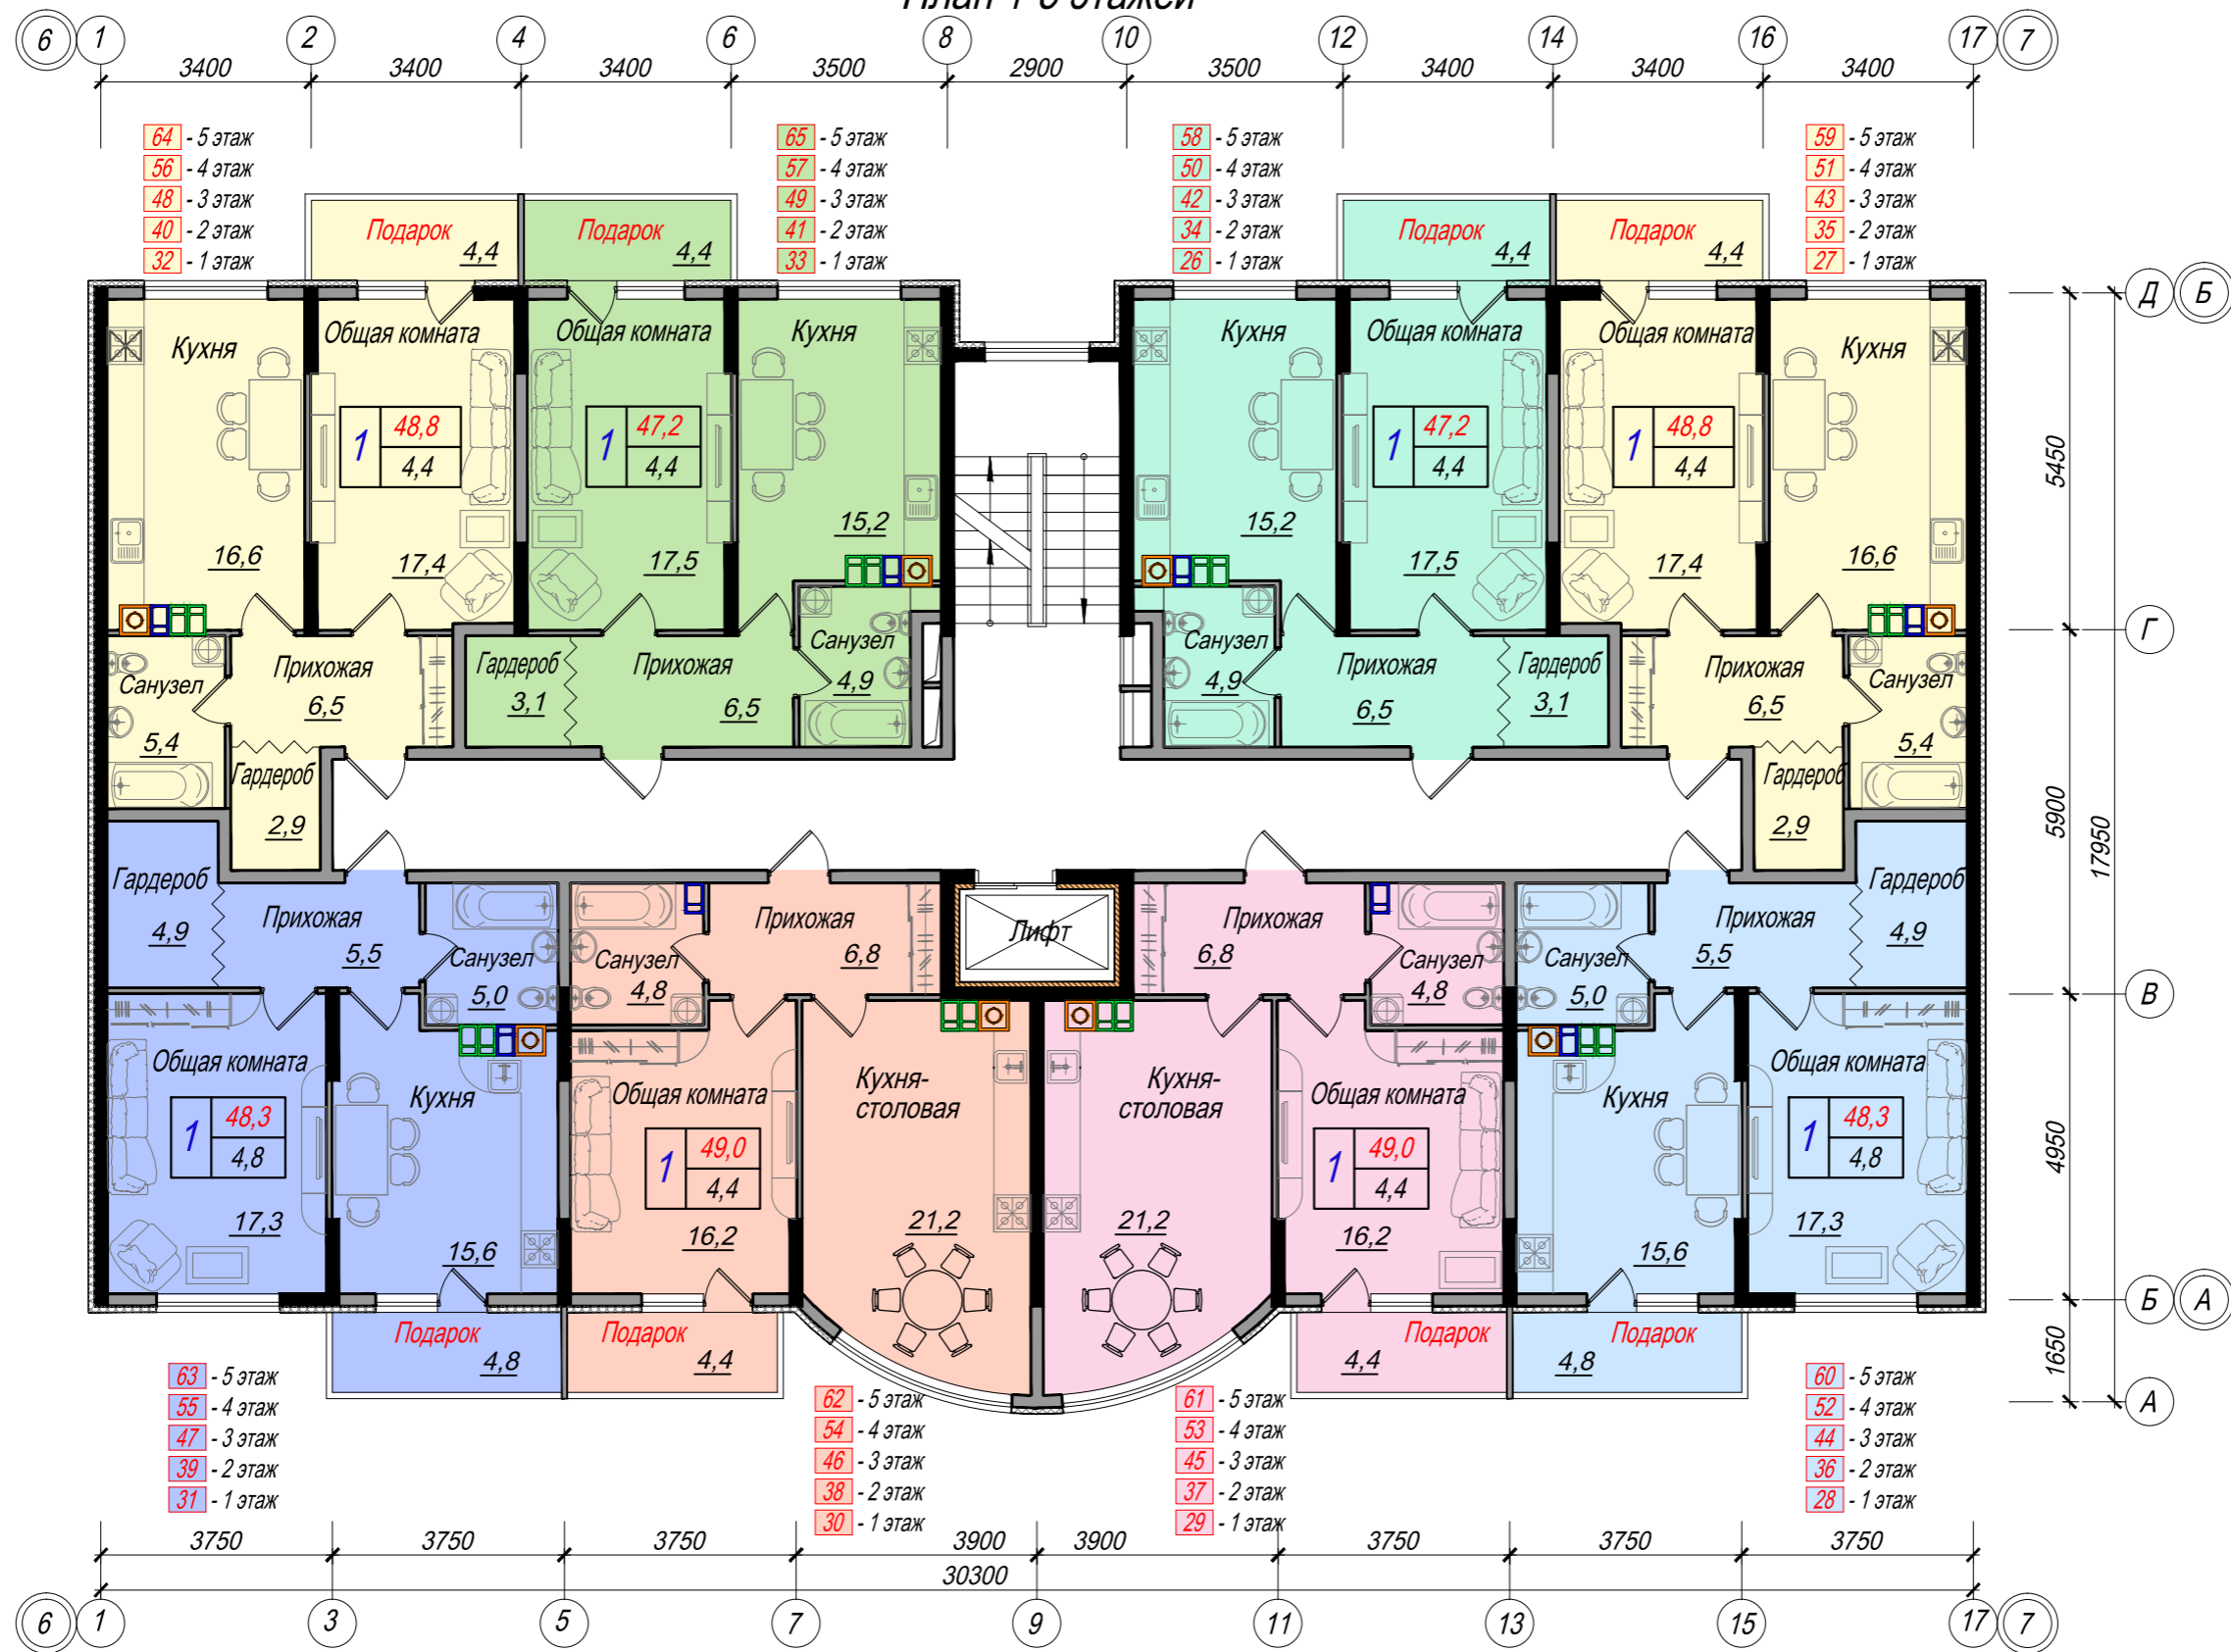 План 1-5 этажей
6 1 2 4 6 8 10 12 14 16 17 7
3400 3400 3400 3500 2900 3500 3400 3400 3400
64 - 5 этаж
56 - 4 этаж
48 - 3 этаж
40 - 2 этаж
32 - 1 этаж
65 - 5 этаж
57 - 4 этаж
49 - 3 этаж
41 - 2 этаж
33 - 1 этаж
58 - 5 этаж
50 - 4 этаж
42 - 3 этаж
34 - 2 этаж
26 - 1 этаж
59 - 5 этаж
51 - 4 этаж
43 - 3 этаж
35 - 2 этаж
27 - 1 этаж
Подарок 4,4
Подарок 4,4
Подарок 4,4
Подарок 4,4
Д Б
Кухня
16,6
Общая комната
1 48,8
4,4
17,4
Общая комната
1 47,2
4,4
17,5
Кухня
15,2
Кухня
15,2
Общая комната
1 47,2
4,4
17,5
Общая комната
1 48,8
4,4
17,4
Кухня
16,6
5450
Г
Санузел
5,4
Прихожая
6,5
Гардероб
2,9
Гардероб
3,1
Прихожая
6,5
Санузел
4,9
Санузел
4,9
Прихожая
6,5
Гардероб
3,1
Прихожая
6,5
Санузел
5,4
Гардероб
2,9
5900
17950
Гардероб
4,9
Прихожая
5,5
Санузел
5,0
Санузел
4,8
Прихожая
6,8
Лифт
Прихожая
6,8
Санузел
4,8
Санузел
5,0
Прихожая
5,5
Гардероб
4,9
В
Общая комната
1 48,3
4,8
17,3
Кухня
15,6
Общая комната
1 49,0
4,4
16,2
Кухня-
столовая
21,2
Кухня-
столовая
21,2
Общая комната
1 49,0
4,4
16,2
Кухня
15,6
Общая комната
1 48,3
4,8
17,3
4950
Б А
Подарок
4,8
Подарок
4,4
Подарок
4,4
Подарок
4,8
1650
А
63 - 5 этаж
55 - 4 этаж
47 - 3 этаж
39 - 2 этаж
31 - 1 этаж
62 - 5 этаж
54 - 4 этаж
46 - 3 этаж
38 - 2 этаж
30 - 1 этаж
61 - 5 этаж
53 - 4 этаж
45 - 3 этаж
37 - 2 этаж
29 - 1 этаж
60 - 5 этаж
52 - 4 этаж
44 - 3 этаж
36 - 2 этаж
28 - 1 этаж
3750 3750 3750 3900 3900 3750 3750 3750
30300
6 1 3 5 7 9 11 13 15 17 7